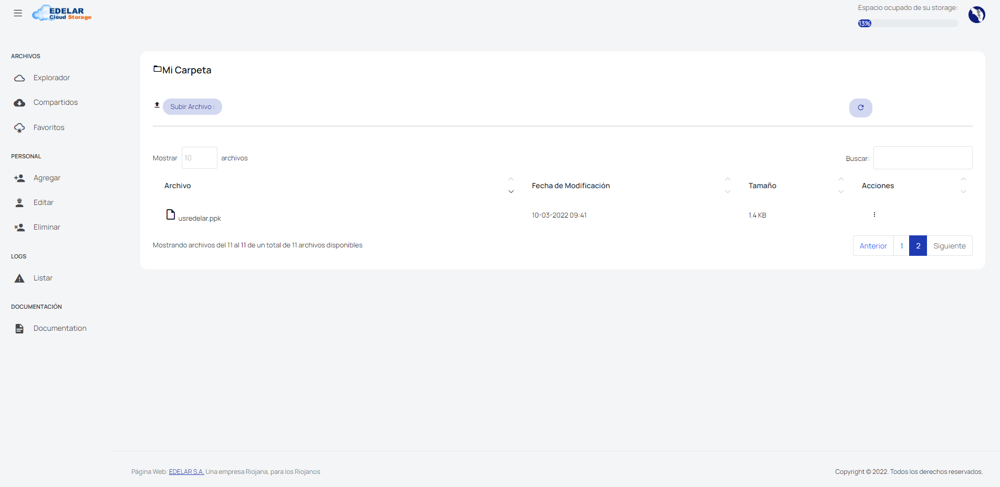 EDELAR
Cloud Storage
Espacio ocupado de su storage:
13%
ARCHIVOS
Explorador
Compartidos
Favoritos
PERSONAL
Agregar
Editar
Eliminar
LOGS
Listar
DOCUMENTACIÓN
Documentation
Mi Carpeta
Subir Archivo :
Mostrar 10 archivos
Buscar:
Archivo Fecha de Modificación Tamaño Acciones
usredelar.ppk 10-03-2022 09:41 1.4 KB
Mostrando archivos del 11 al 11 de un total de 11 archivos disponibles
Anterior 1 2 Siguiente
Página Web: EDELAR S.A. Una empresa Riojana, para los Riojanos
Copyright © 2022. Todos los derechos reservados.